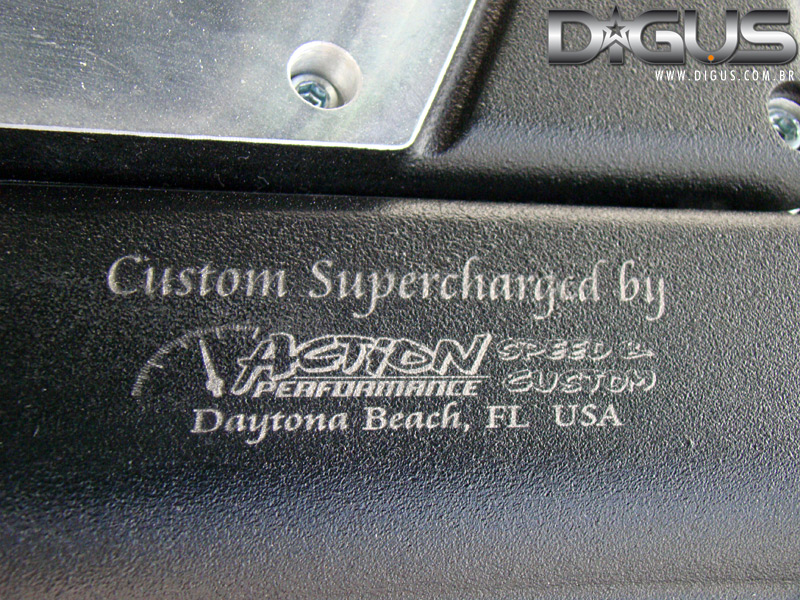 DIGUS
WWW.DIGUS.COM.BR
Custom Supercharged by
ACTION SPEED &
PERFORMANCE CUSTOM
Daytona Beach, FL USA